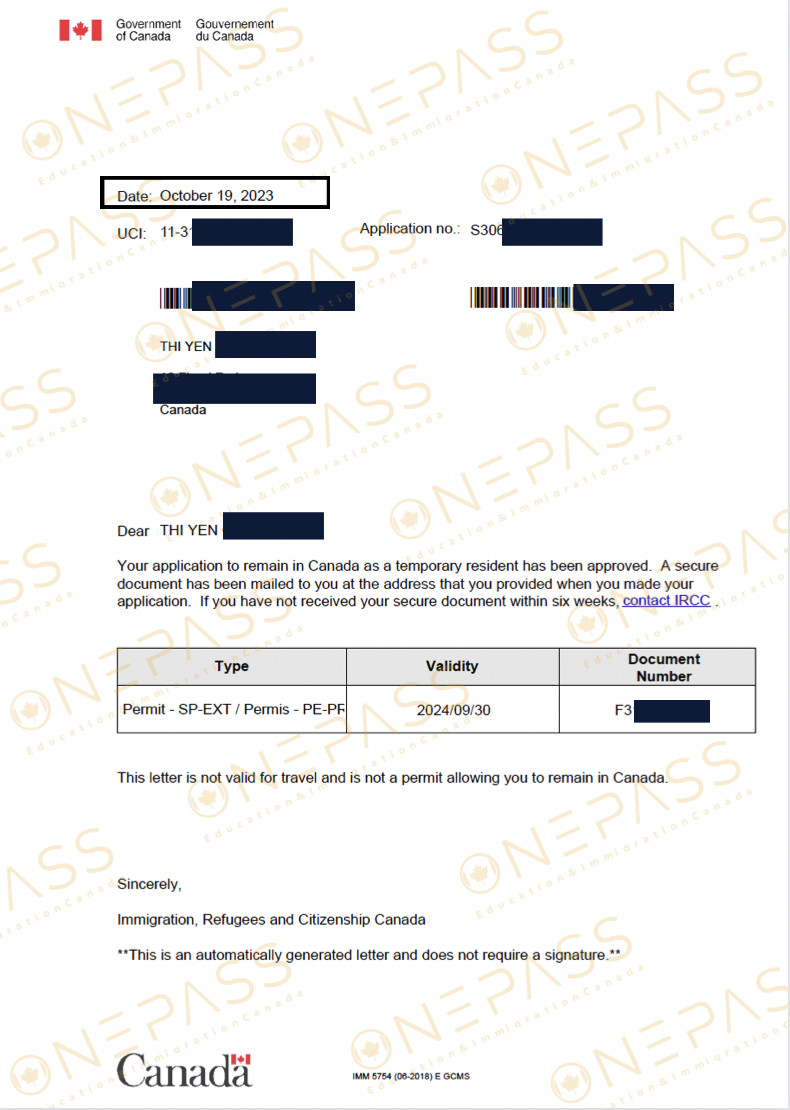 Government of Canada
Gouvernement du Canada
Date: October 19, 2023
UCI: 11-31
Application no.: S306
THI YEN
Canada
Dear THI YEN
Your application to remain in Canada as a temporary resident has been approved. A secure
document has been mailed to you at the address that you provided when you made your
application. If you have not received your secure document within six weeks, contact IRCC .
Type Validity Document Number
Permit - SP-EXT / Permis - PE-PR 2024/09/30 F3
This letter is not valid for travel and is not a permit allowing you to remain in Canada.
Sincerely,
Immigration, Refugees and Citizenship Canada
**This is an automatically generated letter and does not require a signature.**
Canada
IMM 5754 (06-2018) E GCMS
ONEPASS
Education&ImmigrationCanada